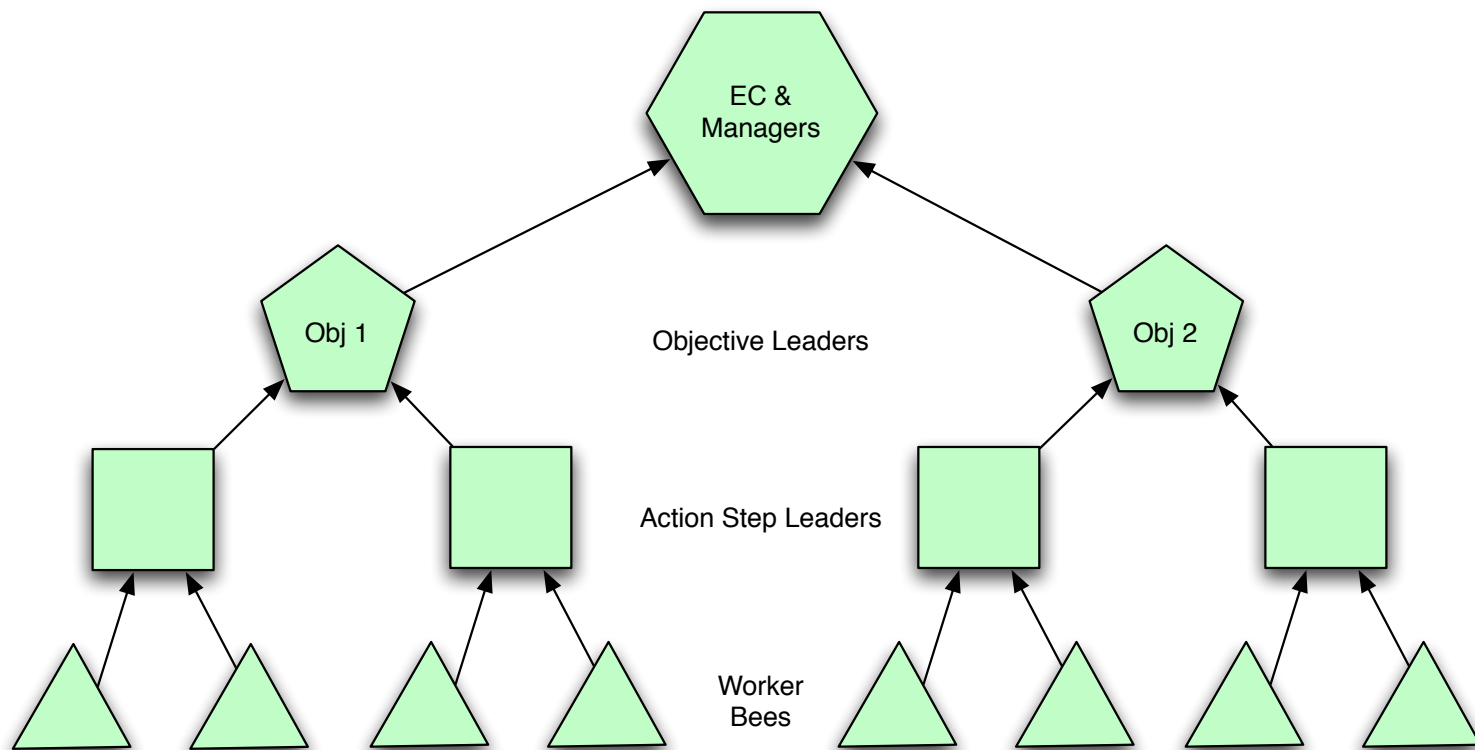 EC &
Managers
Obj 1
Objective Leaders
Obj 2
Action Step Leaders
Worker
Bees